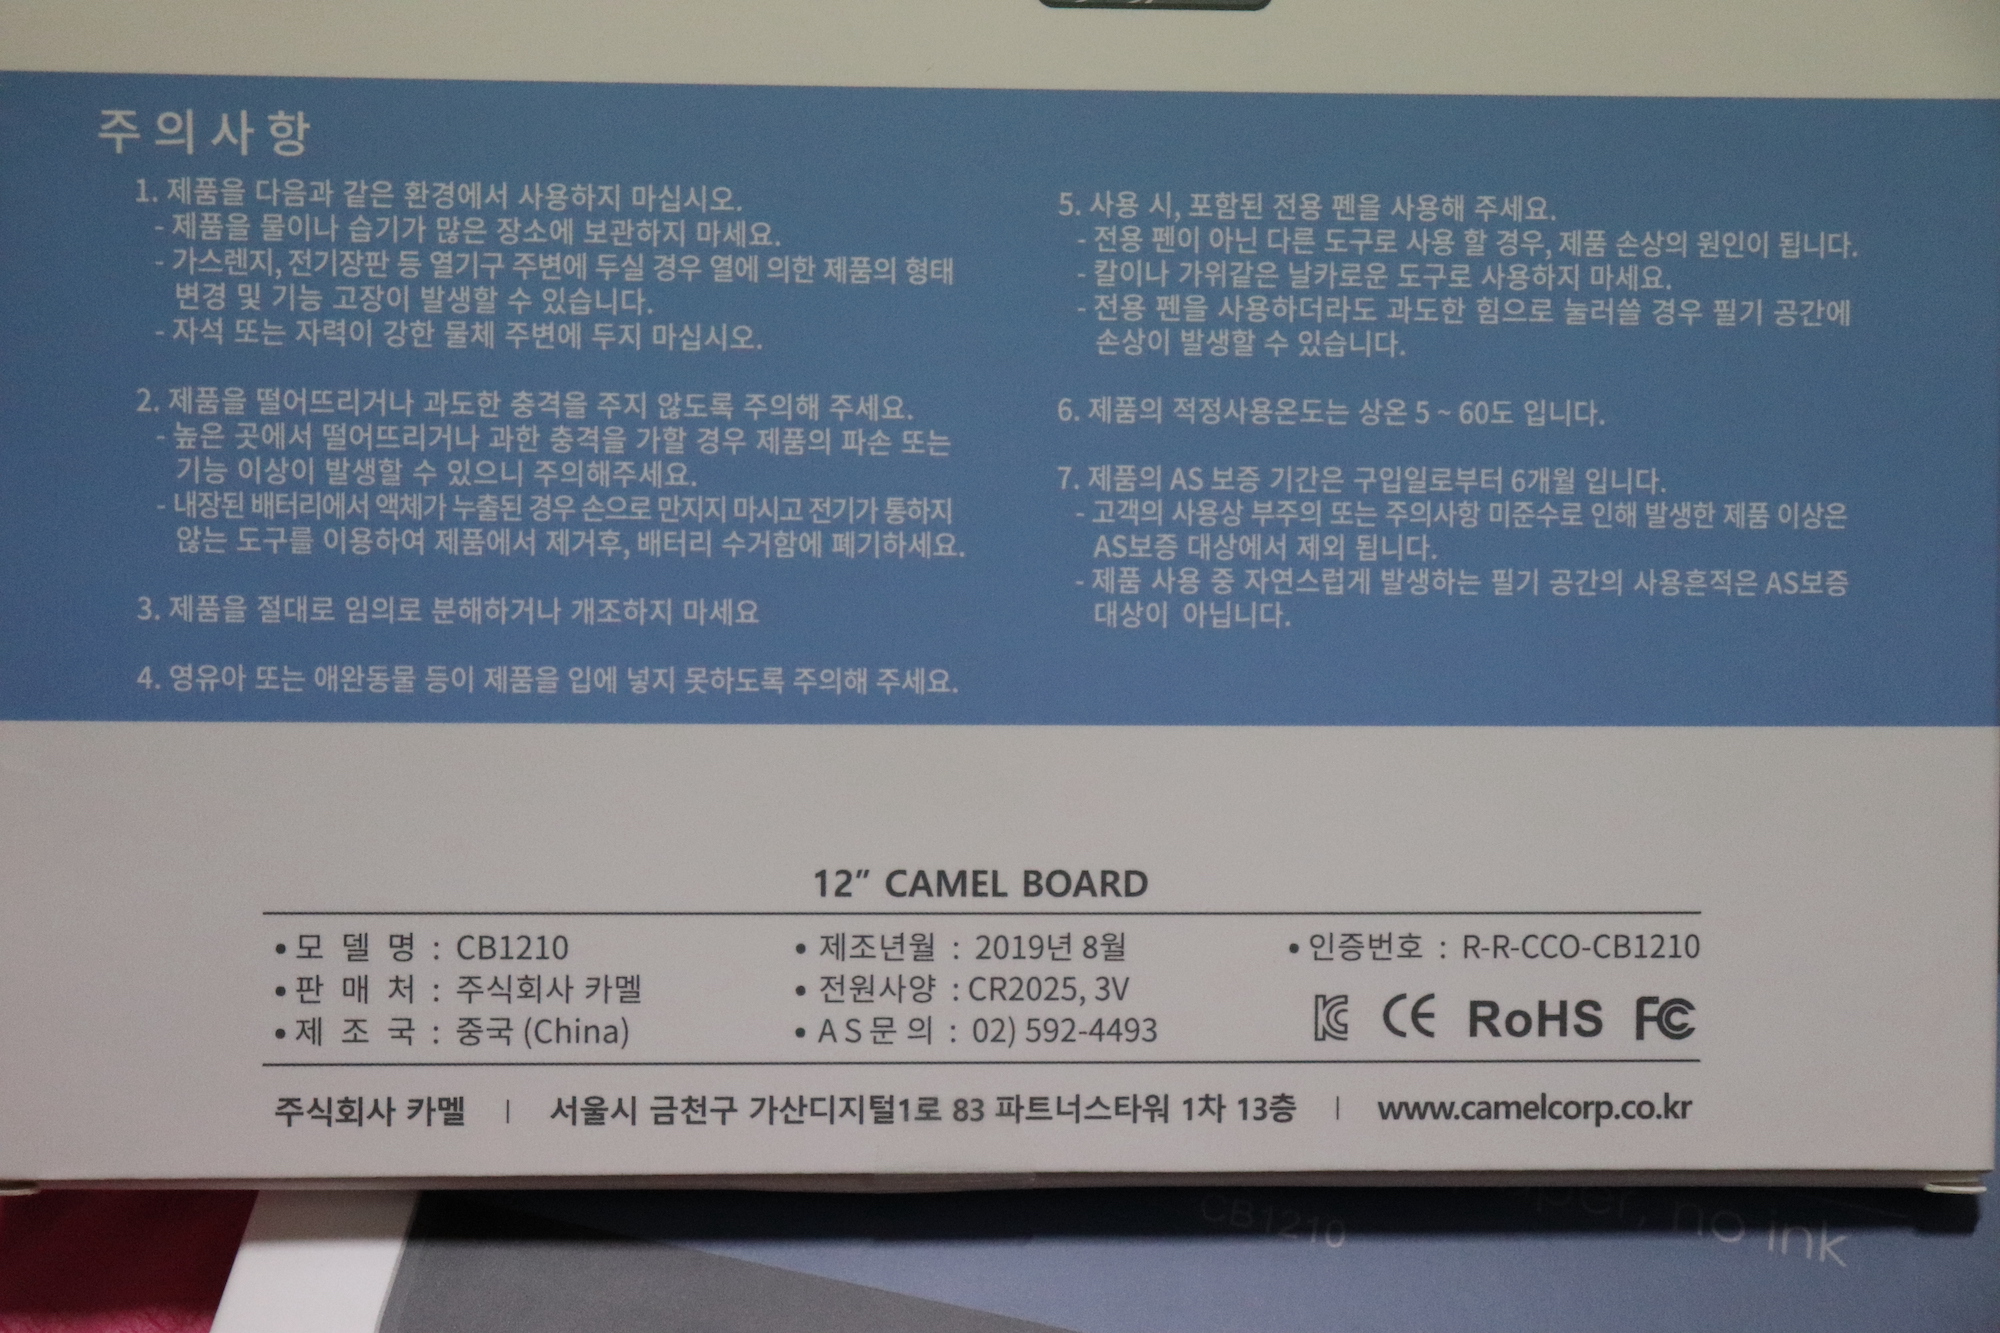 주의사항
1. 제품을 다음과 같은 환경에서 사용하지 마십시오.
- 제품을 물이나 습기가 많은 장소에 보관하지 마세요.
- 가스렌지, 전기장판 등 열기구 주변에 두실 경우 열에 의한 제품의 형태
변경 및 기능 고장이 발생할 수 있습니다.
- 자석 또는 자력이 강한 물체 주변에 두지 마십시오.
2. 제품을 떨어뜨리거나 과도한 충격을 주지 않도록 주의해 주세요.
- 높은 곳에서 떨어뜨리거나 과한 충격을 가할 경우 제품의 파손 또는
기능 이상이 발생할 수 있으니 주의해주세요.
- 내장된 배터리에서 액체가 누출된 경우 손으로 만지지 마시고 전기가 통하지
않는 도구를 이용하여 제품에서 제거후, 배터리 수거함에 폐기하세요.
3. 제품을 절대로 임의로 분해하거나 개조하지 마세요
4. 영유아 또는 애완동물 등이 제품을 입에 넣지 못하도록 주의해 주세요.
5. 사용 시, 포함된 전용 펜을 사용해 주세요.
- 전용 펜이 아닌 다른 도구로 사용 할 경우, 제품 손상의 원인이 됩니다.
- 칼이나 가위같은 날카로운 도구로 사용하지 마세요.
- 전용 펜을 사용하더라도 과도한 힘으로 눌러쓸 경우 필기 공간에
손상이 발생할 수 있습니다.
6. 제품의 적정사용온도는 상온 5 ~ 60도 입니다.
7. 제품의 AS 보증 기간은 구입일로부터 6개월 입니다.
- 고객의 사용상 부주의 또는 주의사항 미준수로 인해 발생한 제품 이상은
AS보증 대상에서 제외 됩니다.
- 제품 사용 중 자연스럽게 발생하는 필기 공간의 사용흔적은 AS보증
대상이 아닙니다.
12” CAMEL BOARD
• 모 델 명 : CB1210
• 판 매 처 : 주식회사 카멜
• 제 조 국 : 중국 (China)
• 제조년월 : 2019년 8월
• 전원사양 : CR2025, 3V
• AS문의 : 02) 592-4493
• 인증번호 : R-R-CCO-CB1210
KC CE RoHS FC
주식회사 카멜 | 서울시 금천구 가산디지털1로 83 파트너스타워 1차 13층 | www.camelcorp.co.kr
CB1210
no ink